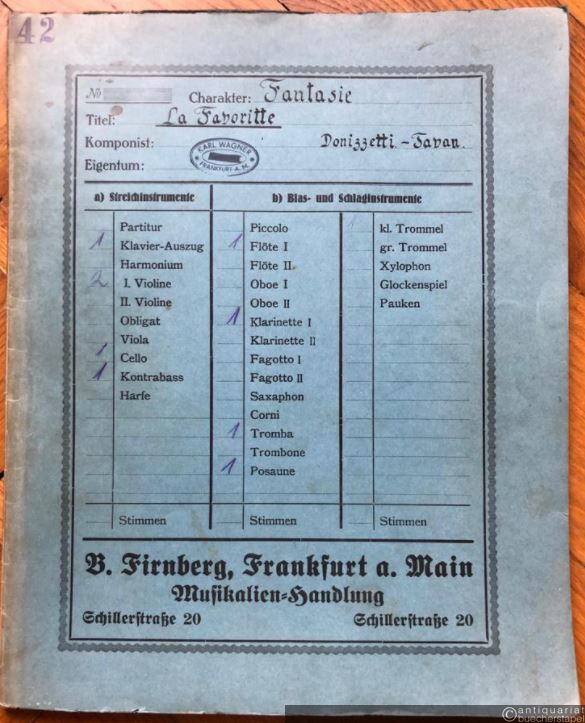 42
No
Charakter: Fantasie
Titel: La Favoritte
Komponist: Donizzetti - Tavan.
KARL WAGNER
FRANKFURT A. M.
Eigentum:
a) Streichinstrumente
Partitur
1 Klavier-Auszug
Harmonium
2 I. Violine
II. Violine
Obligat
Viola
1 Cello
1 Kontrabass
Harfe
Stimmen
b) Blas- und Schlaginstrumente
Piccolo
1 Flöte I
Flöte II
Oboe I
Oboe II
1 Klarinette I
Klarinette II
Fagotto I
Fagotto II
Saxaphon
Corni
1 Tromba
Trombone
1 Posaune
Stimmen
1 kl. Trommel
gr. Trommel
Xylophon
Glockenspiel
Pauken
Stimmen
B. Firnberg, Frankfurt a. Main
Musikalien-Handlung
Schillerstraße 20 Schillerstraße 20
©antiquariat
buecherstapel